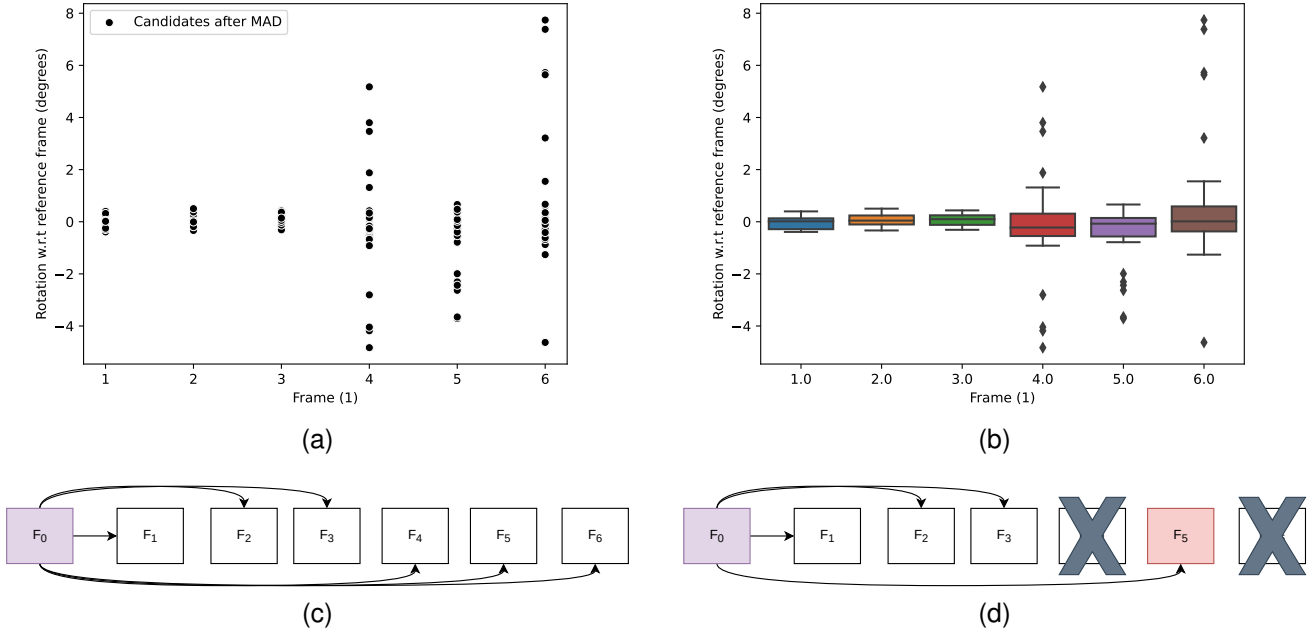 8
6
4
2
0
−2
−4
Rotation w.r.t reference frame (degrees)
Candidates after MAD
1 2 3 4 5 6
Frame (1)
(a)
8
6
4
2
0
−2
−4
Rotation w.r.t reference frame (degrees)
1.0 2.0 3.0 4.0 5.0 6.0
Frame (1)
(b)
F0 F1 F2 F3 F4 F5 F6
(c)
F0 F1 F2 F3 F5
(d)